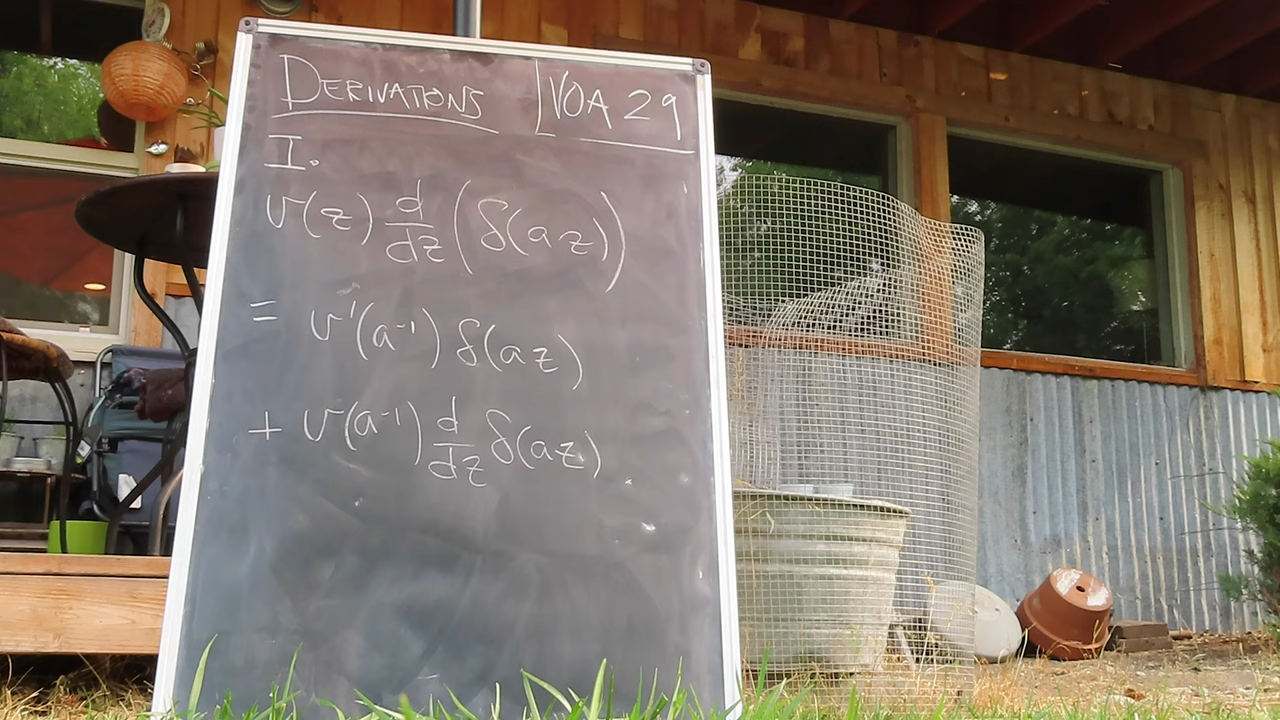 DERIVATIONS VOA 29
I.
v(z) d/dz (δ(az))
= v'(a⁻¹) δ(az)
+ v(a⁻¹) d/dz δ(az)